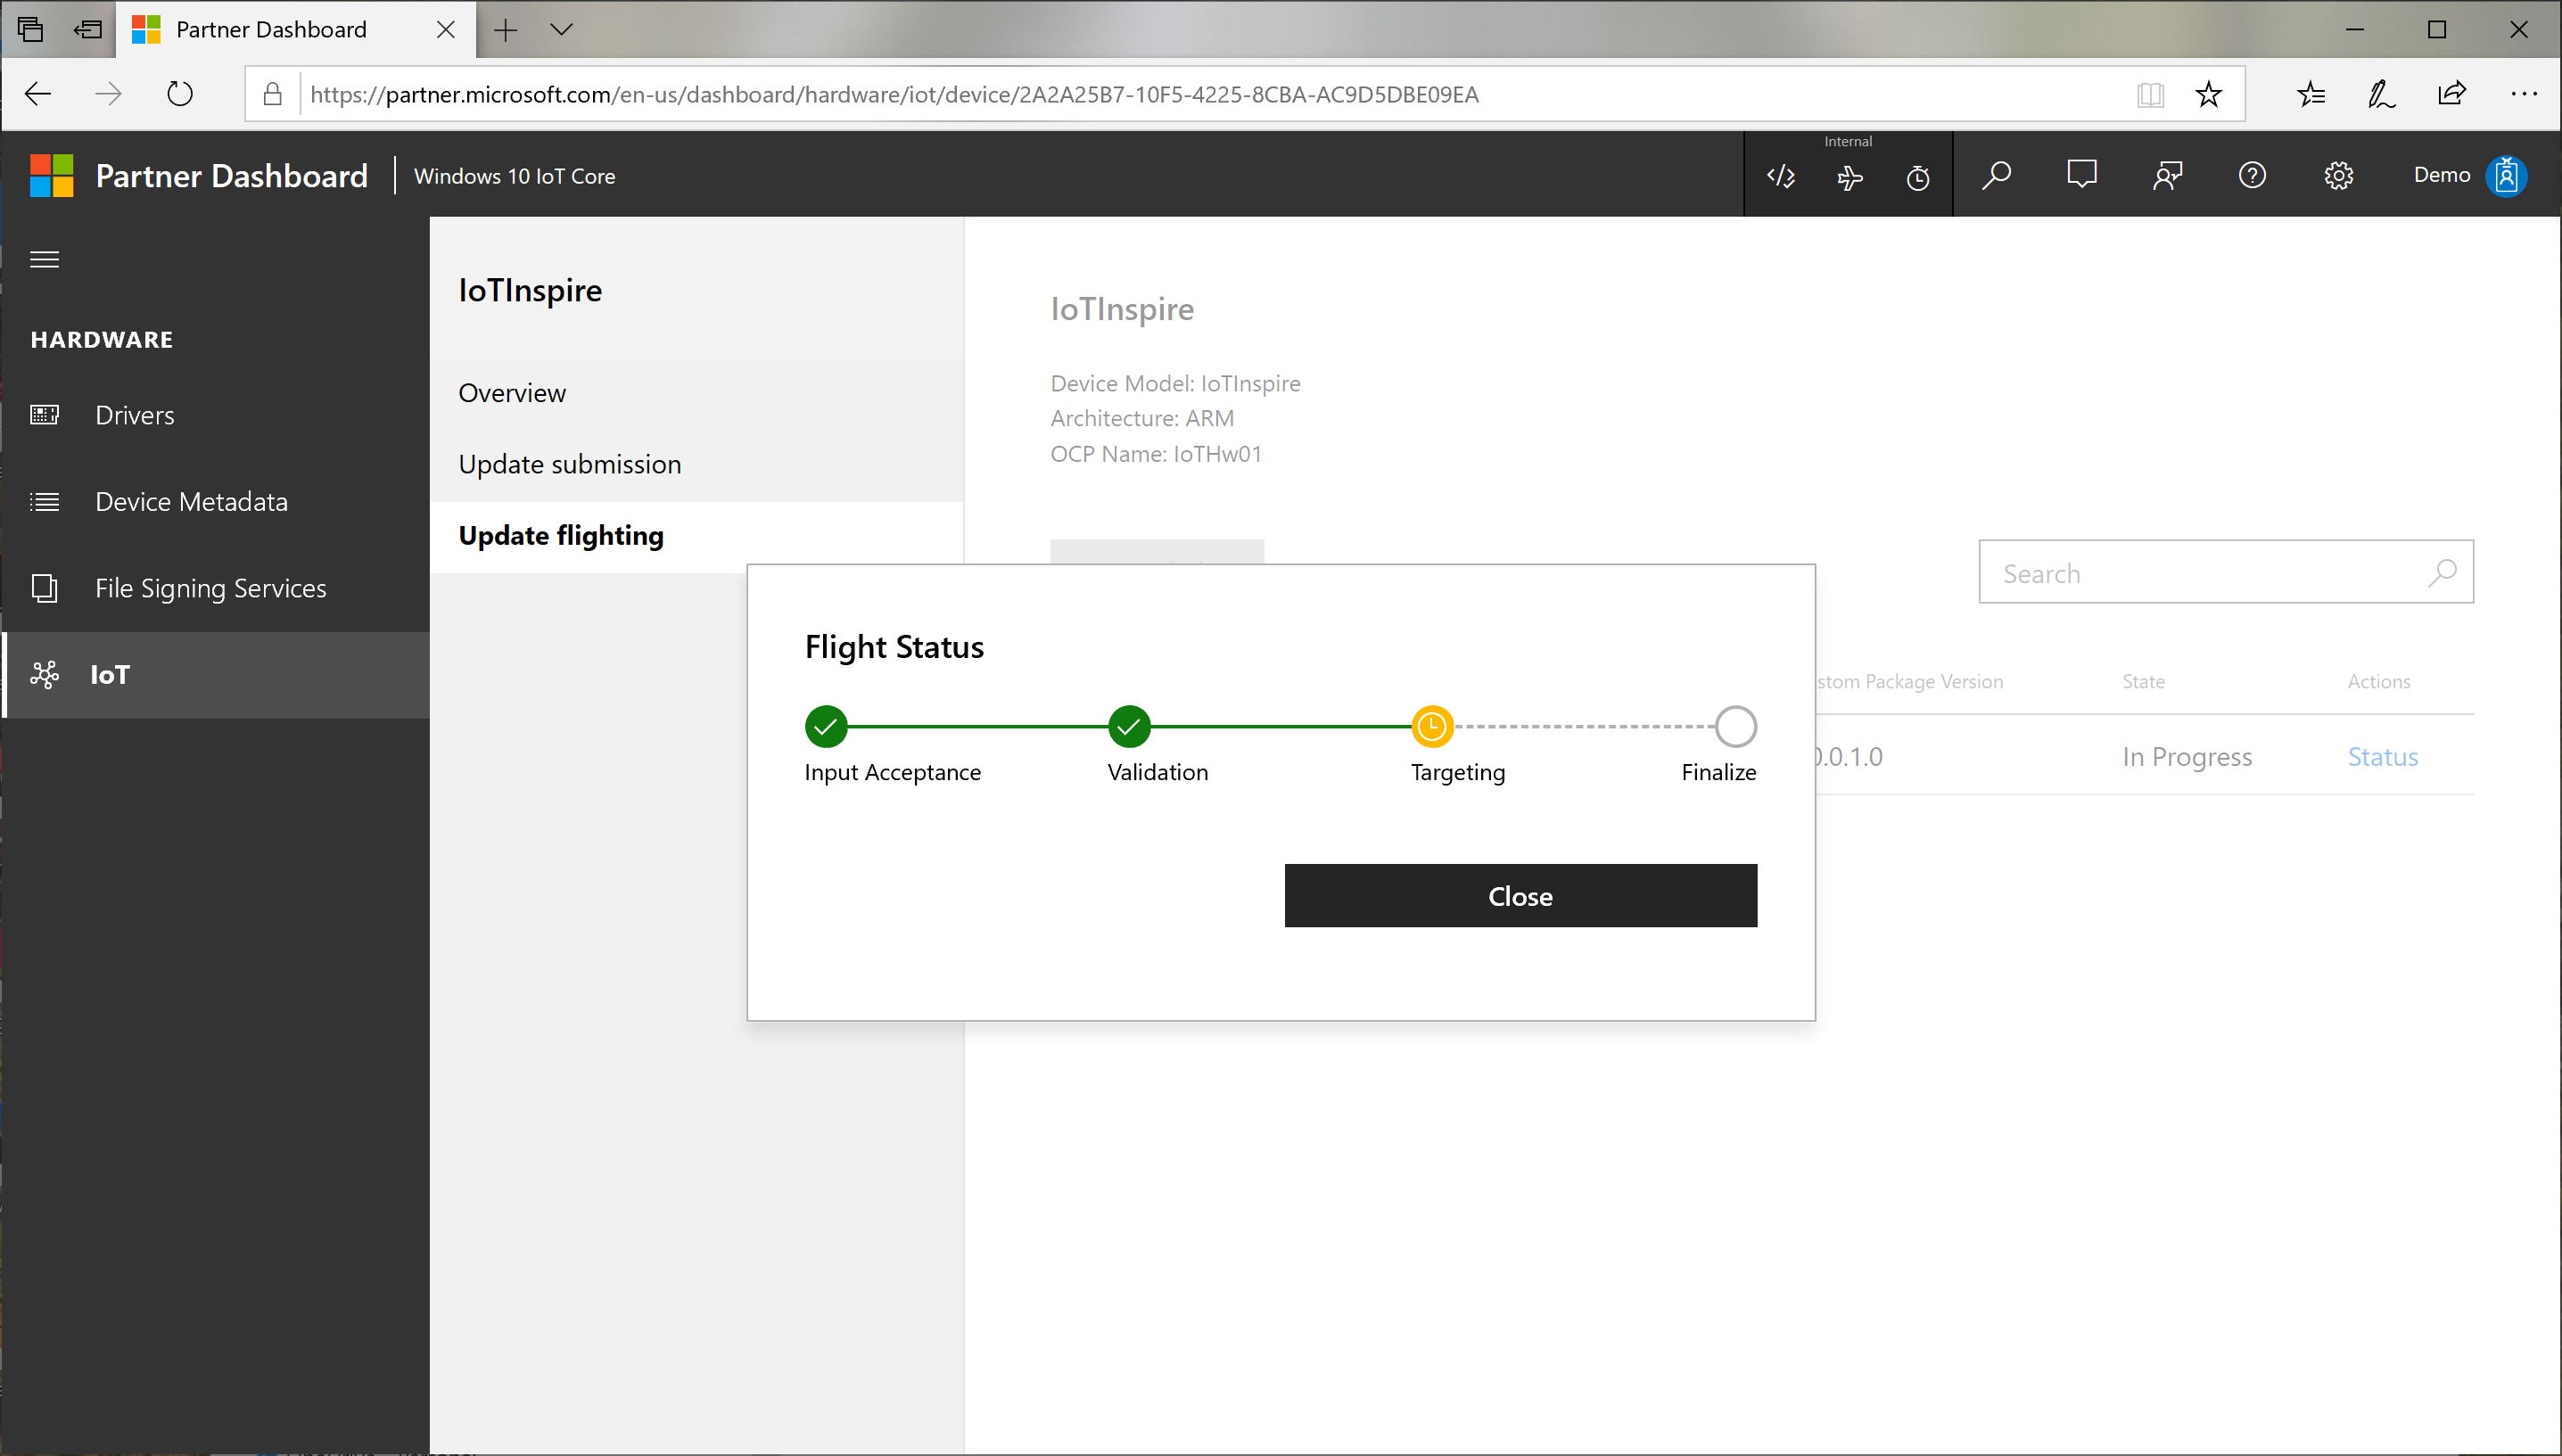 Partner Dashboard
https://partner.microsoft.com/en-us/dashboard/hardware/iot/device/2A2A25B7-10F5-4225-8CBA-AC9D5DBE09EA
Partner Dashboard
Windows 10 IoT Core
Internal
Demo
HARDWARE
Drivers
Device Metadata
File Signing Services
IoT
IoTInspire
Overview
Update submission
Update flighting
IoTInspire
Device Model: IoTInspire
Architecture: ARM
OCP Name: IoTHw01
Search
stom Package Version
State
Actions
0.0.1.0
In Progress
Status
Flight Status
Input Acceptance
Validation
Targeting
Finalize
Close